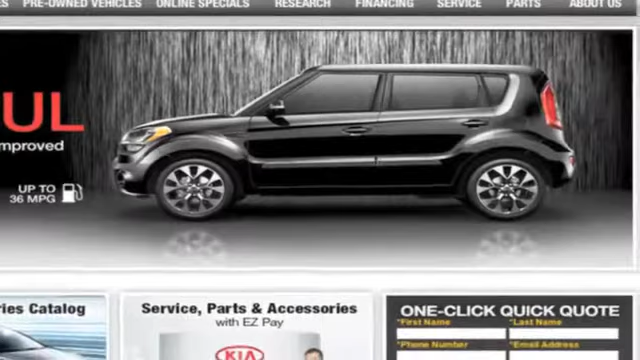 PRE-OWNED VEHICLES ONLINE SPECIALS RESEARCH FINANCING SERVICE PARTS ABOUT US
UL
mproved
UP TO
36 MPG
ries Catalog
Service, Parts & Accessories
with EZ Pay
KIA
ONE-CLICK QUICK QUOTE
*First Name *Last Name
*Phone Number *Email Address